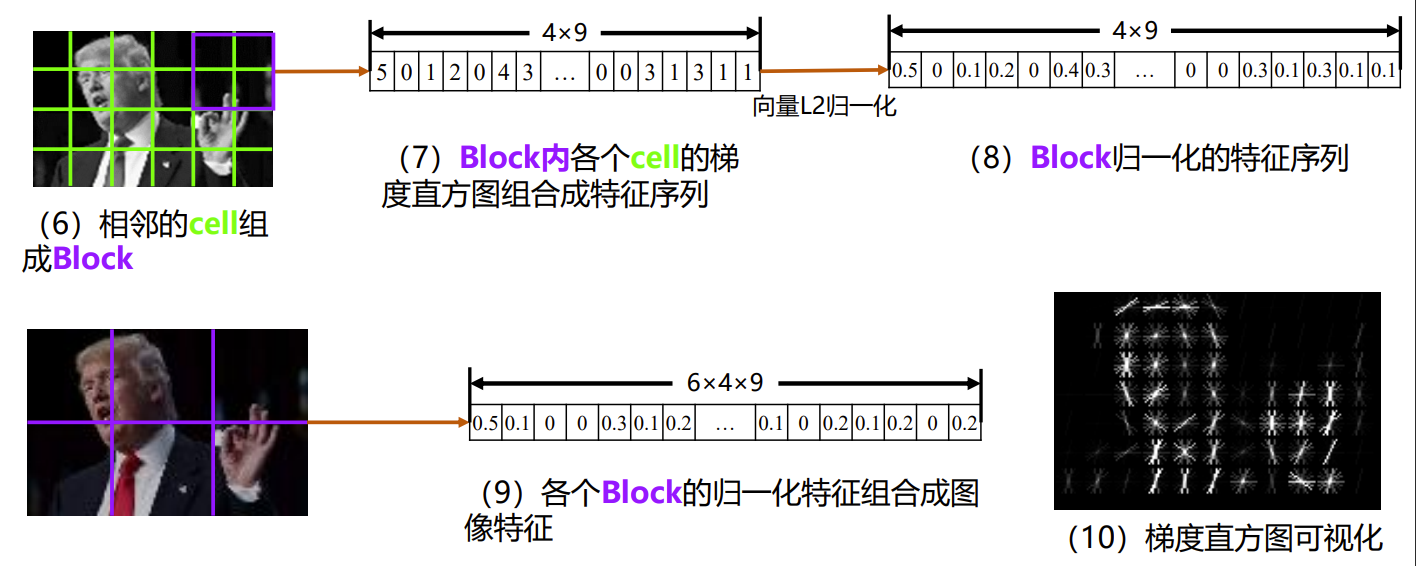 4×9
5 0 1 2 0 4 3 … 0 0 3 1 3 1 1
向量L2归一化
4×9
0.5 0 0.1 0.2 0 0.4 0.3 … 0 0 0.3 0.1 0.3 0.1 0.1
（6）相邻的cell组
成Block
（7）Block内各个cell的梯
度直方图组合成特征序列
（8）Block归一化的特征序列
6×4×9
0.5 0.1 0 0 0.3 0.1 0.2 … 0.1 0 0.2 0.1 0.2 0 0.2
（9）各个Block的归一化特征组合成图
像特征
（10）梯度直方图可视化